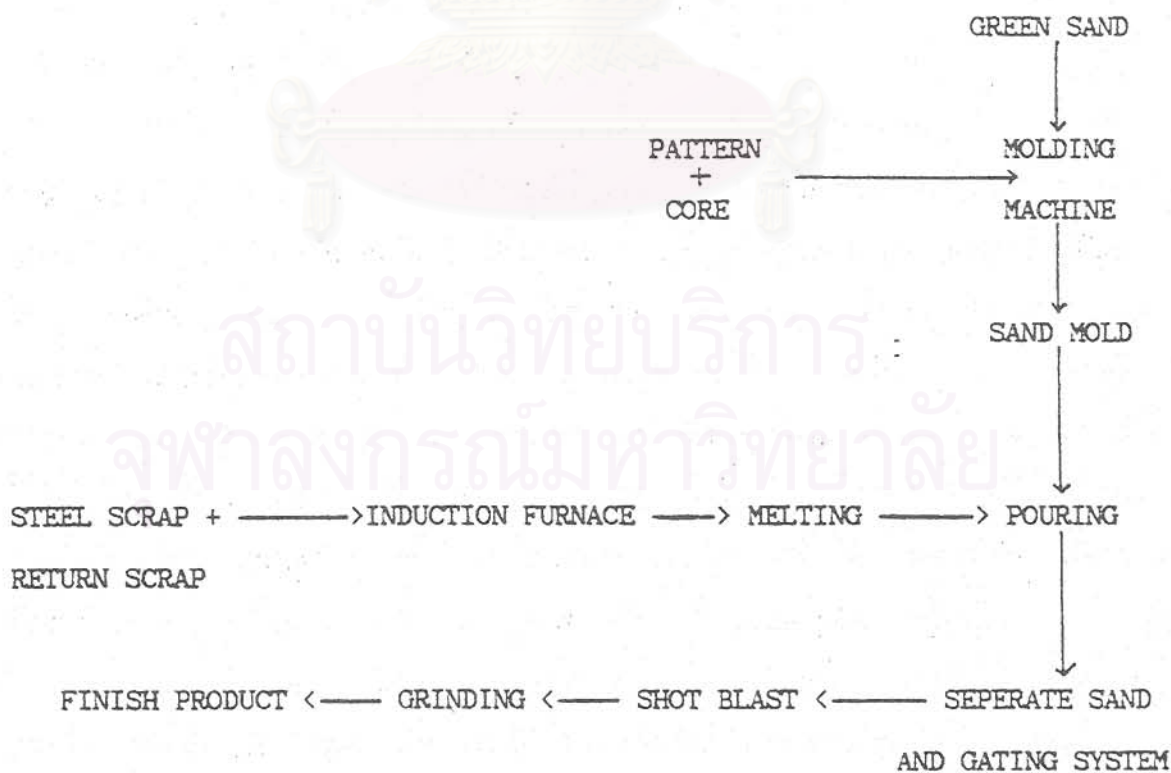 GREEN SAND
PATTERN MOLDING
+
CORE MACHINE
SAND MOLD
สถาบันวิทยบริการ
จุฬาลงกรณ์มหาวิทยาลัย
STEEL SCRAP + INDUCTION FURNACE MELTING POURING
RETURN SCRAP
FINISH PRODUCT GRINDING SHOT BLAST SEPERATE SAND
AND GATING SYSTEM